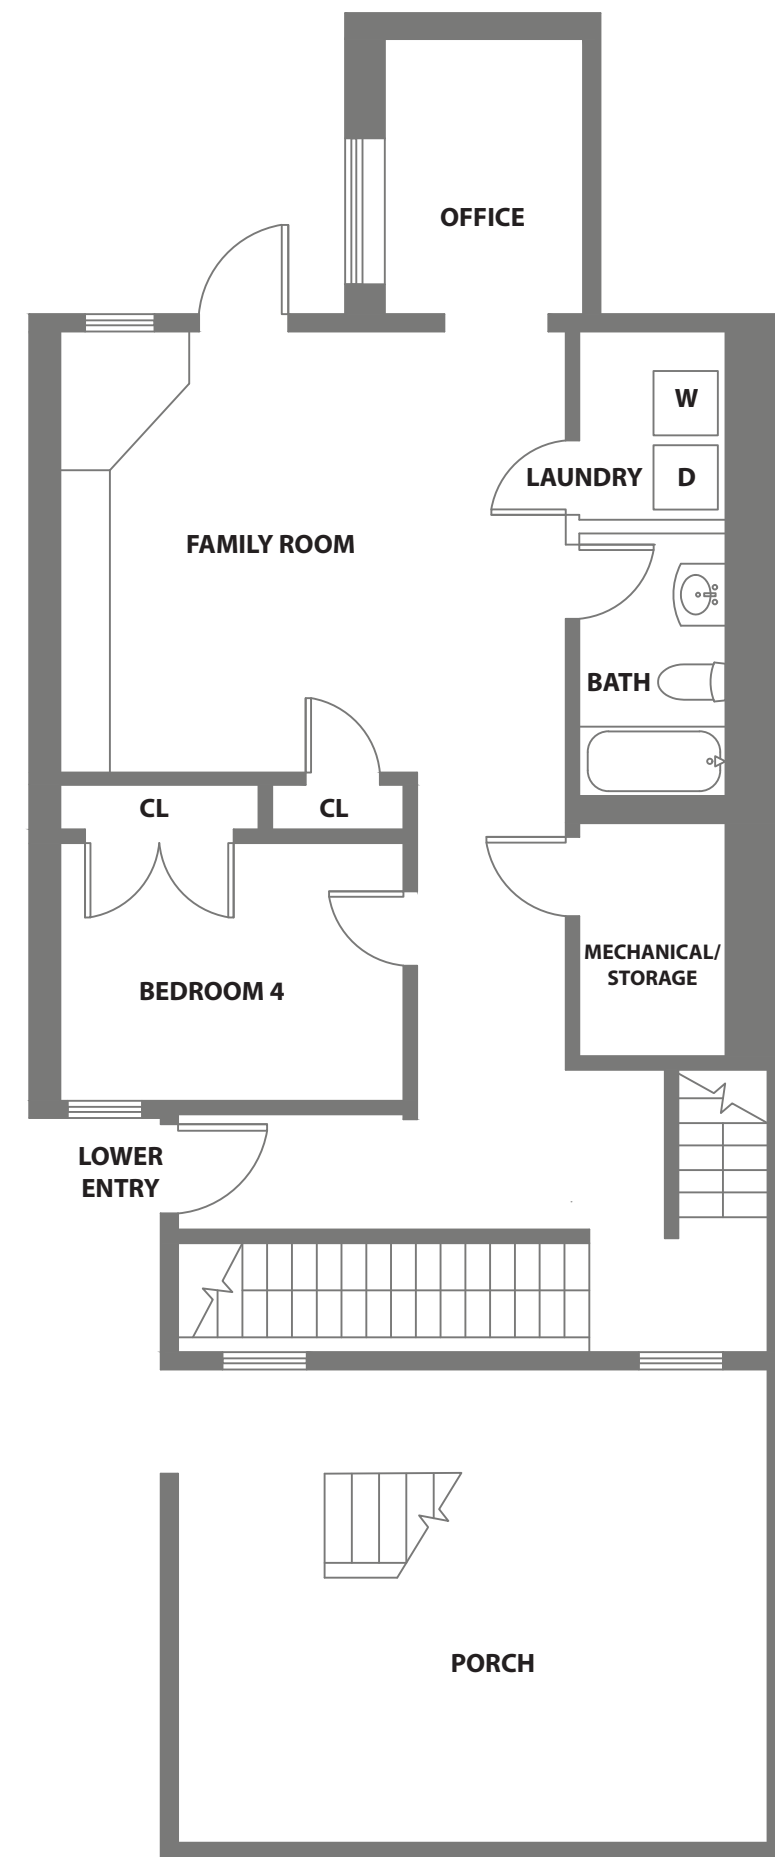 OFFICE
W
LAUNDRY D
FAMILY ROOM
BATH
CL CL
MECHANICAL/
STORAGE
BEDROOM 4
LOWER
ENTRY
PORCH